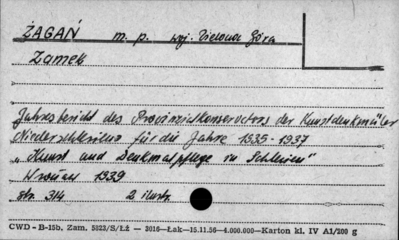 ŻAGAŃ m. p. woj. Zielona Góra
Zamek
Jahresbericht des Provinzialkonservators der Kunstdenkmäler
Niederschlesiens für die Jahre 1935-1937
„Kunst und Denkmalpflege in Schlesien"
1939
str. 314 2 ilustr.
CWD - B-15b. Zam. 5323/S/Łż — 3016—Łak—15.11.56—4.000.000—Karton kl. IV A1/200 g